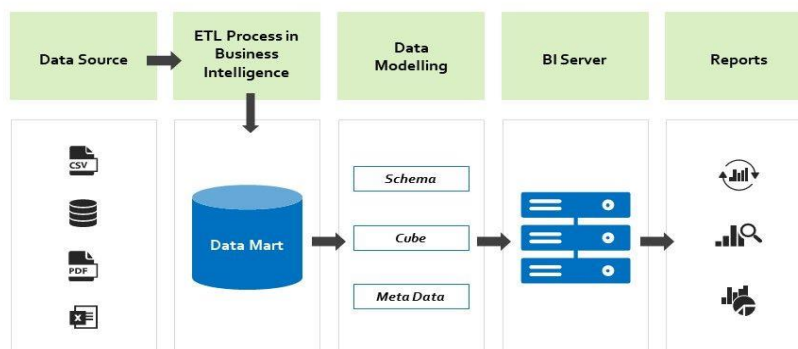 Data Source
ETL Process in
Business
Intelligence
Data
Modelling
BI Server
Reports
CSV
PDF
X
Data Mart
Schema
Cube
Meta Data